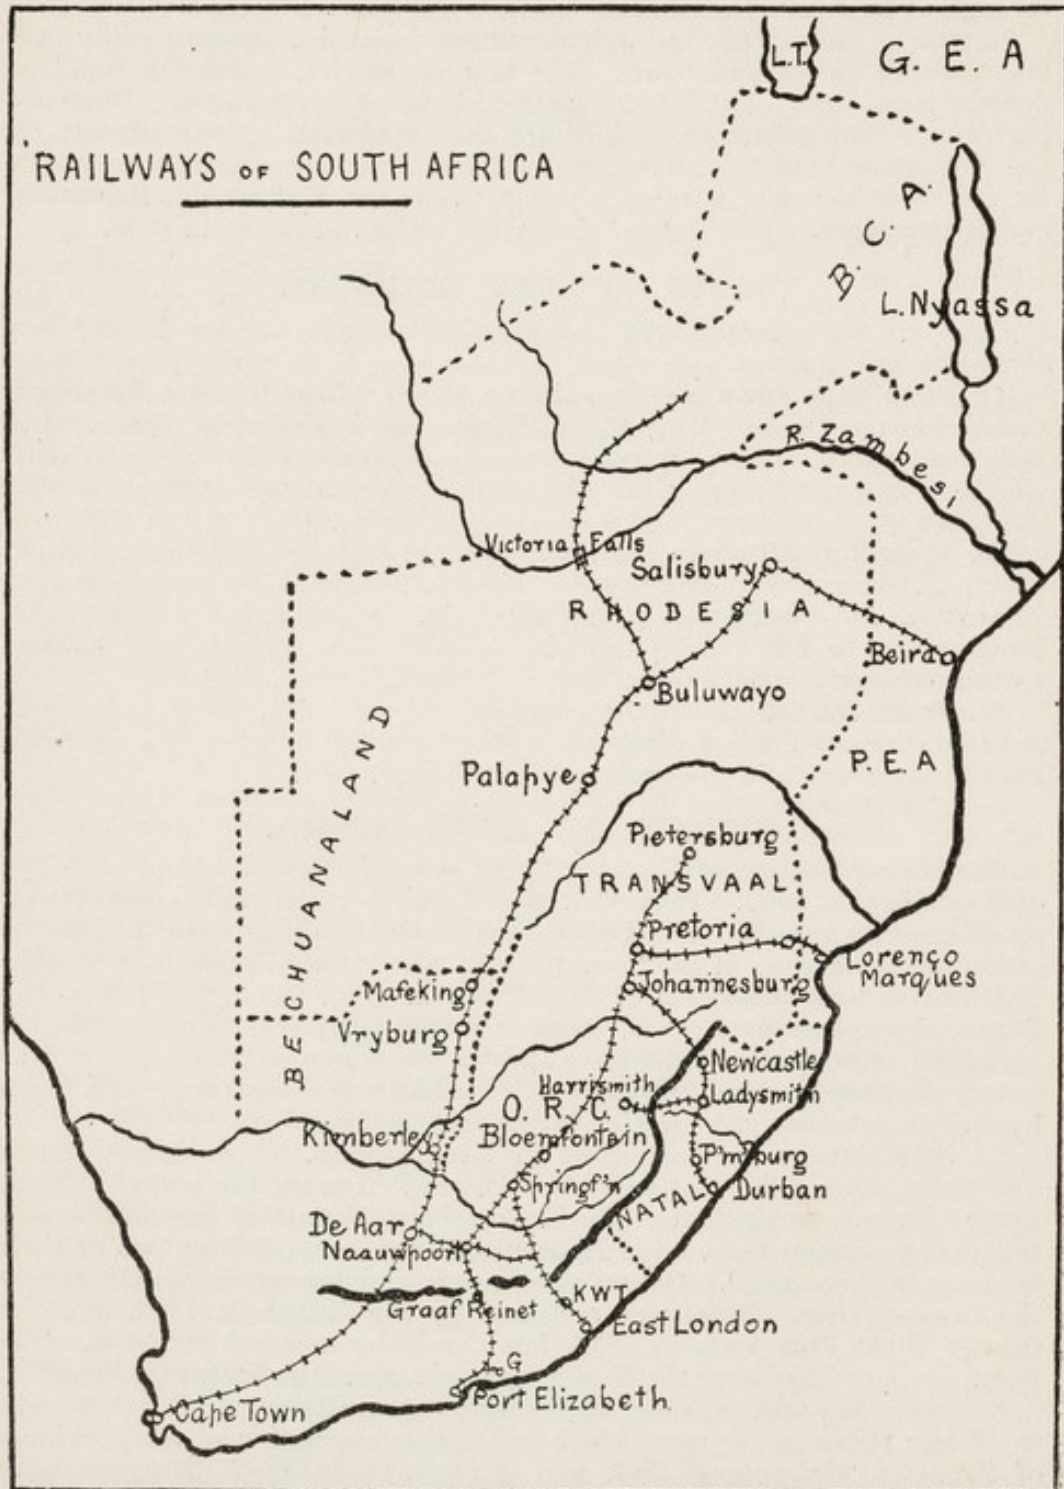 L.T.
G. E. A
RAILWAYS OF SOUTH AFRICA
B. C. A.
L. Nyassa
R. Zambesi
Victoria Falls
Salisbury
RHODESIA
Beira
Buluwayo
BECHUANALAND
P. E. A
Palapye
Pietersburg
TRANSVAAL
Pretoria
Lorenço
Marques
Johannesburg
Mafeking
Vryburg
Newcastle
Harrismith
Ladysmith
O. R. C.
Kimberley
Bloemfontein
P'm'burg
Springf'n
Durban
NATAL
De Aar
Naauwpoort
KWT
Graaf Reinet
East London
G
Port Elizabeth
Cape Town